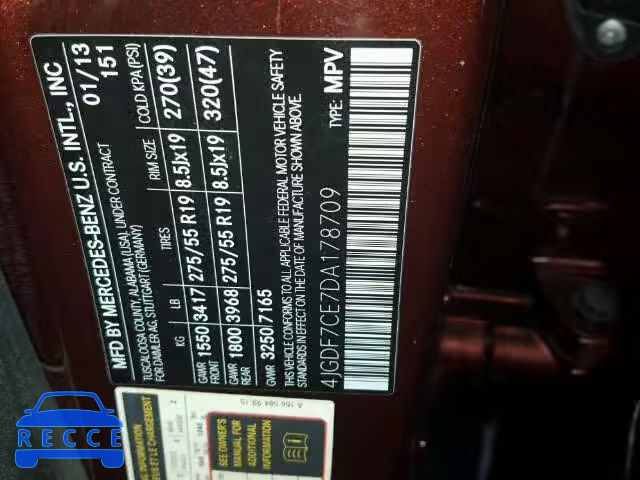 MFD BY MERCEDES-BENZ U.S. INTL., INC
TUSCALOOSA COUNTY, ALABAMA (USA), UNDER CONTRACT
FOR DAIMLER AG, STUTTGART (GERMANY)
01/13
151
KG LB TIRES RIM SIZE COLD KPA (PSI)
GAWR 1550 3417 275/55 R19 8.5Jx19 270(39)
FRONT
GAWR 1800 3968 275/55 R19 8.5Jx19 320(47)
REAR
GVWR 3250 7165
THIS VEHICLE CONFORMS TO ALL APPLICABLE FEDERAL MOTOR VEHICLE SAFETY
STANDARDS IN EFFECT ON THE DATE OF MANUFACTURE SHOWN ABOVE.
4JGDF7CE7DA178709 TYPE: MPV
A 166 584 99 15
SEE OWNER'S
MANUAL FOR
ADDITIONAL
INFORMATION
RECCE